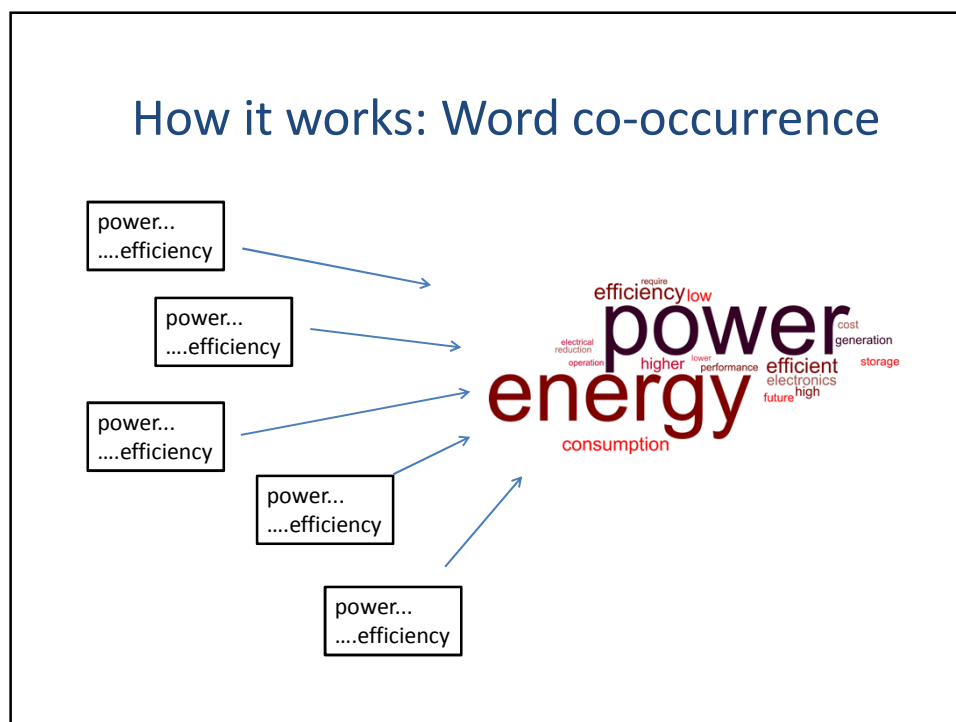 How it works: Word co-occurrence
power...
....efficiency
power...
....efficiency
power...
....efficiency
power...
....efficiency
power...
....efficiency
require
efficiency low
power
cost
generation
electrical
reduction
operation
higher
lower
performance
efficient
storage
electronics
energy
future
high
consumption